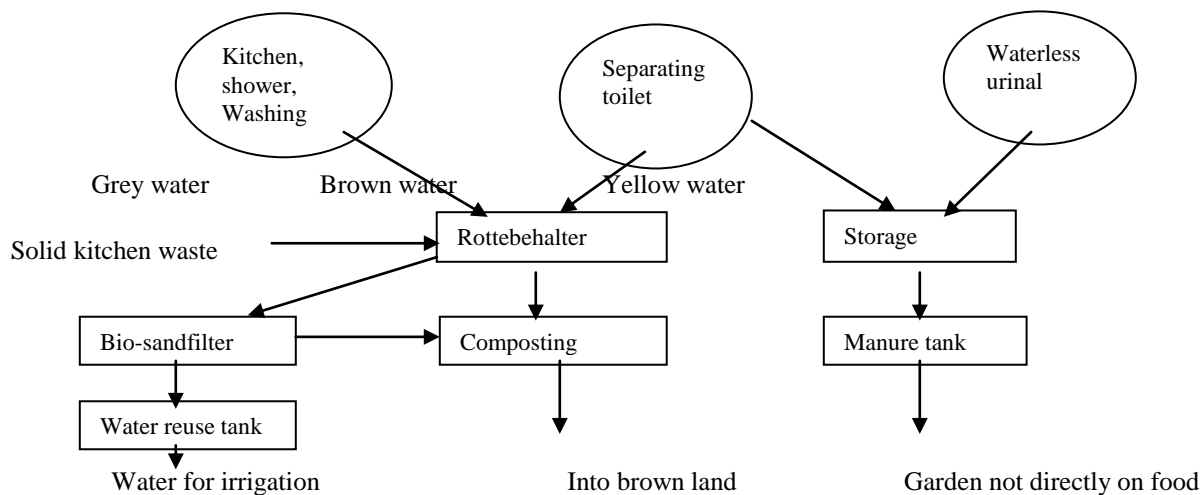 Kitchen,
shower,
Washing
Separating
toilet
Waterless
urinal
Grey water
Brown water
Yellow water
Solid kitchen waste
Rottebehalter
Storage
Bio-sandfilter
Composting
Manure tank
Water reuse tank
Water for irrigation
Into brown land
Garden not directly on food